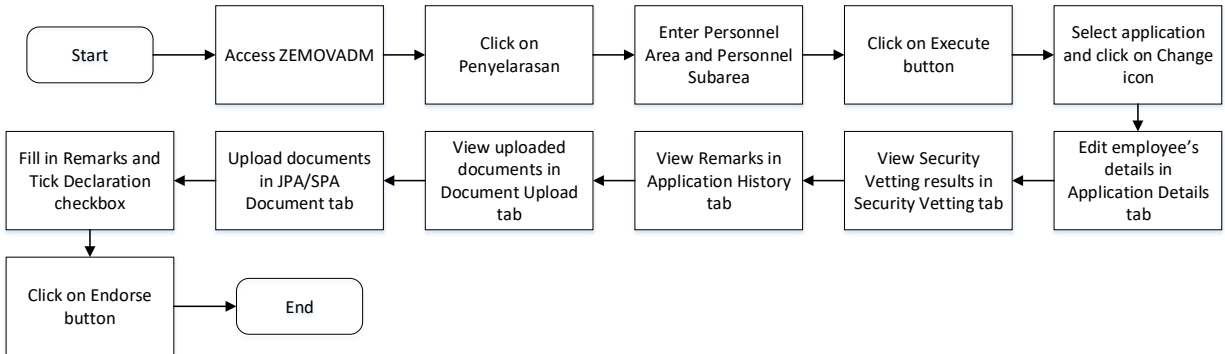 Start
Access ZEMOVADM
Click on
Penyelarasan
Enter Personnel
Area and Personnel
Subarea
Click on Execute
button
Select application
and click on Change
icon
Edit employee's
details in
Application Details
tab
View Security
Vetting results in
Security Vetting tab
View Remarks in
Application History
tab
View uploaded
documents in
Document Upload
tab
Upload documents
in JPA/SPA
Document tab
Fill in Remarks and
Tick Declaration
checkbox
Click on Endorse
button
End